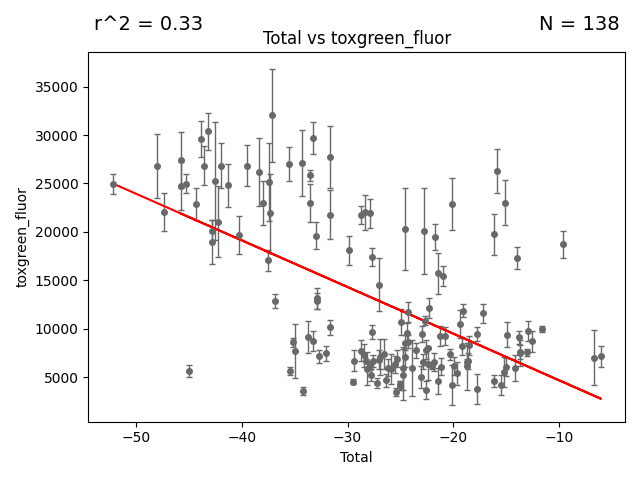 r^2 = 0.33
N = 138
Total vs toxgreen_fluor
35000
30000
25000
20000
15000
10000
5000
toxgreen_fluor
−50
−40
−30
−20
−10
Total